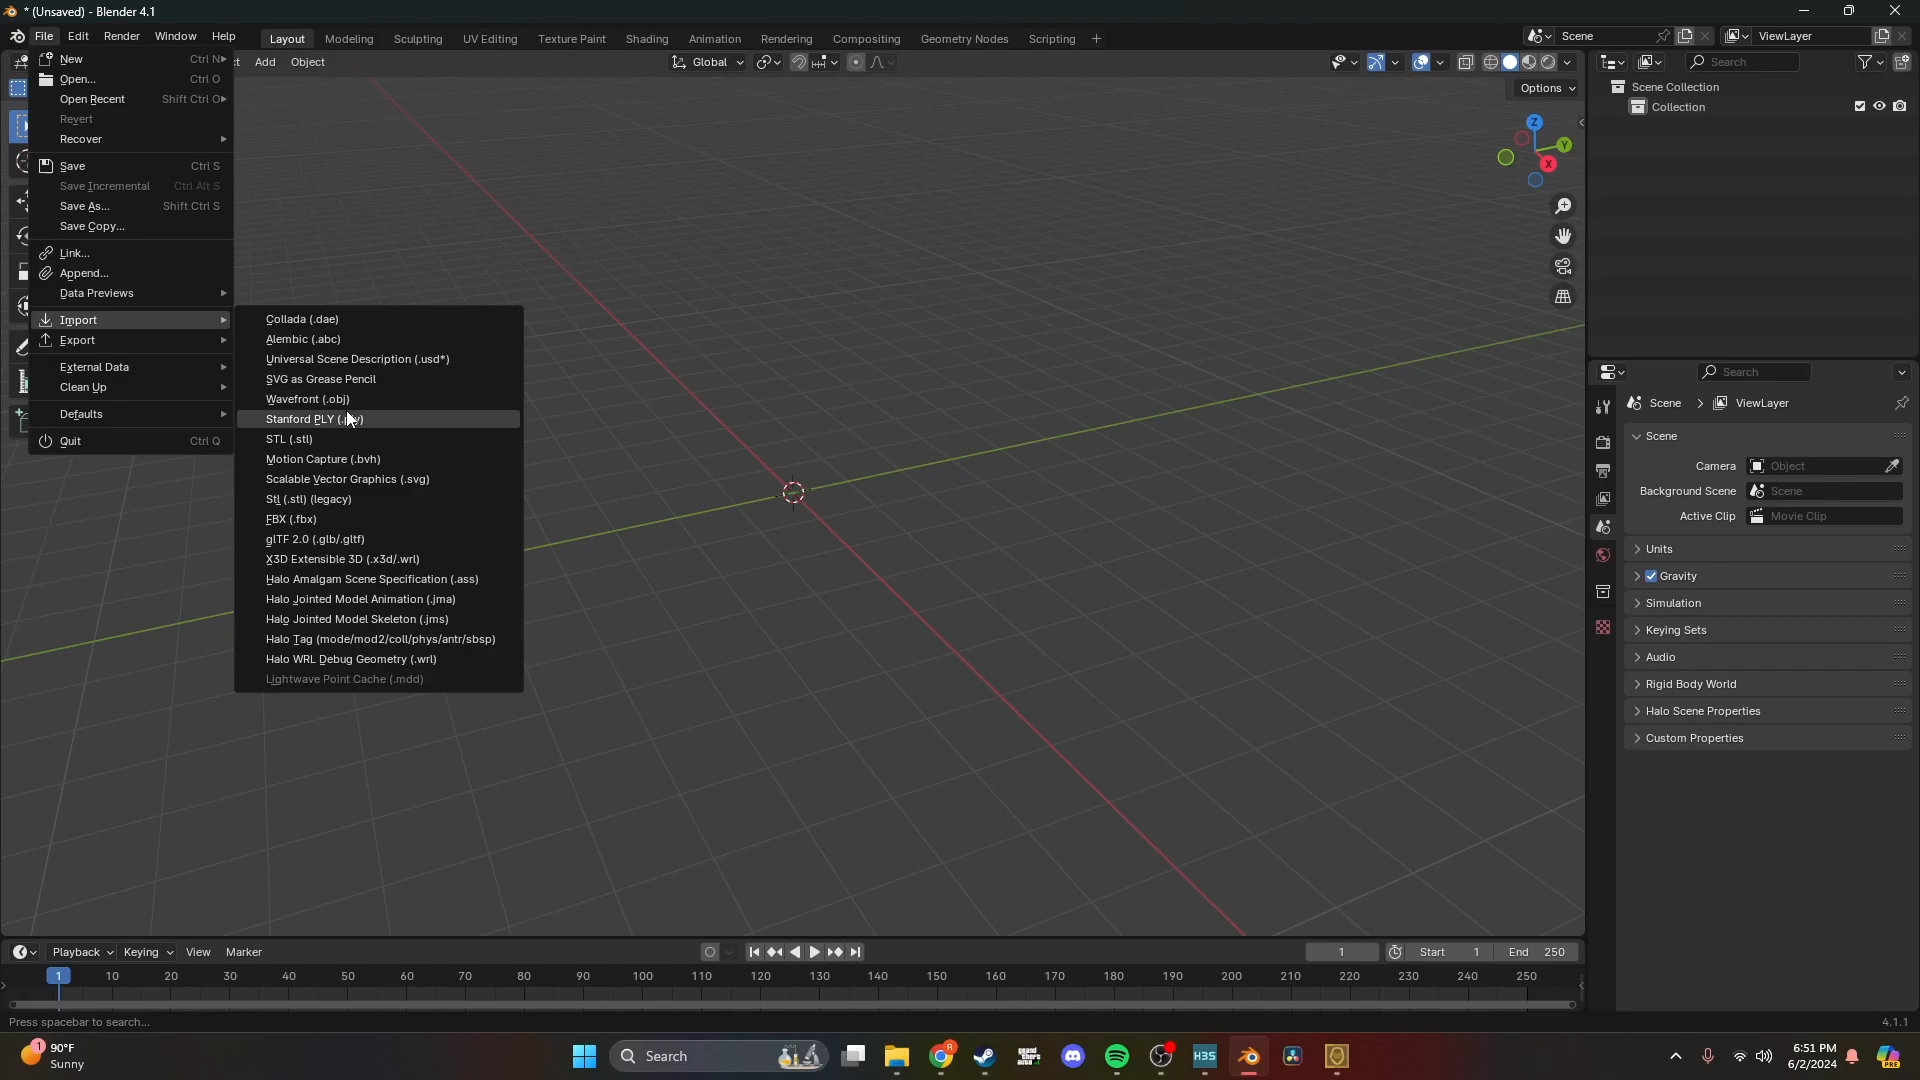 * (Unsaved) - Blender 4.1
File Edit Render Window Help
Layout Modeling Sculpting UV Editing Texture Paint Shading Animation Rendering Compositing Geometry Nodes Scripting +
Scene
ViewLayer
Add Object
Global
Options
Z
Y
X
New Ctrl N
Open... Ctrl O
Open Recent Shift Ctrl O
Revert
Recover
Save Ctrl S
Save Incremental Ctrl Alt S
Save As... Shift Ctrl S
Save Copy...
Link...
Append...
Data Previews
Import
Export
External Data
Clean Up
Defaults
Quit Ctrl Q
Collada (.dae)
Alembic (.abc)
Universal Scene Description (.usd*)
SVG as Grease Pencil
Wavefront (.obj)
Stanford PLY
STL (.stl)
Motion Capture (.bvh)
Scalable Vector Graphics (.svg)
Stl (.stl) (legacy)
FBX (.fbx)
glTF 2.0 (.glb/.gltf)
X3D Extensible 3D (.x3d/.wrl)
Halo Amalgam Scene Specification (.ass)
Halo Jointed Model Animation (.jma)
Halo Jointed Model Skeleton (.jms)
Halo Tag (mode/mod2/coll/phys/antr/sbsp)
Halo WRL Debug Geometry (.wrl)
Lightwave Point Cache (.mdd)
Search
Scene Collection
Collection
Search
Scene > ViewLayer
Scene
Camera Object
Background Scene Scene
Active Clip Movie Clip
Units
Gravity
Simulation
Keying Sets
Audio
Rigid Body World
Halo Scene Properties
Custom Properties
Playback Keying View Marker
1 Start 1 End 250
1 10 20 30 40 50 60 70 80 90 100 110 120 130 140 150 160 170 180 190 200 210 220 230 240 250
Press spacebar to search...
4.1.1
1
90°F
Sunny
Search
R
H3S
6:51 PM
6/2/2024
PRE